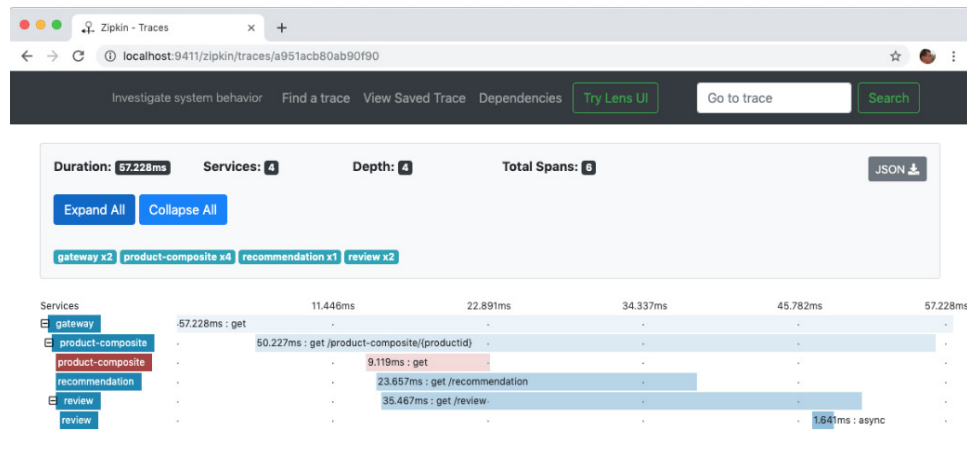 Zipkin - Traces
localhost:9411/zipkin/traces/a951acb80ab90f90
Investigate system behavior Find a trace View Saved Trace Dependencies Try Lens UI Go to trace Search
Duration: 57.228ms Services: 4 Depth: 4 Total Spans: 6 JSON
Expand All Collapse All
gateway x2 product-composite x4 recommendation x1 review x2
Services 11.446ms 22.891ms 34.337ms 45.782ms 57.228ms
gateway 57.228ms : get
product-composite 50.227ms : get /product-composite/{productid}
product-composite 9.119ms : get
recommendation 23.657ms : get /recommendation
review 35.467ms : get /review
review 1.641ms : async